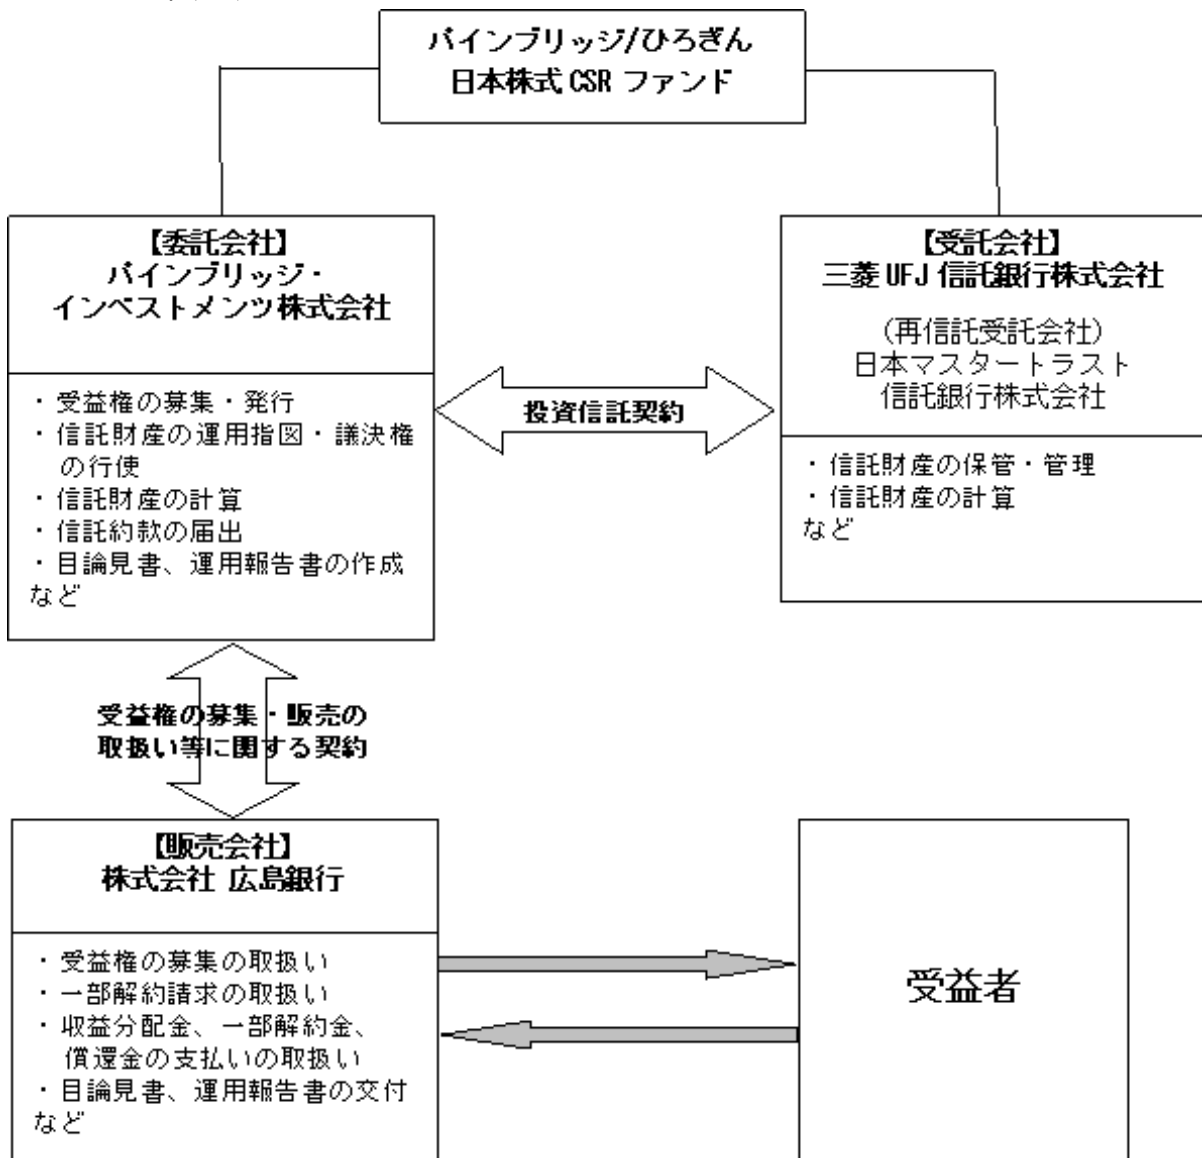 パインブリッジ/ひろぎん
日本株式 CSR ファンド
【委託会社】
パインブリッジ・
インベストメンツ株式会社
・受益権の募集・発行
・信託財産の運用指図・議決権
の行使
・信託財産の計算
・信託約款の届出
・目論見書、運用報告書の作成
など
投資信託契約
【受託会社】
三菱 UFJ 信託銀行株式会社
(再信託受託会社)
日本マスタートラスト
信託銀行株式会社
・信託財産の保管・管理
・信託財産の計算
など
受益権の募集・販売の
取扱い等に関する契約
【販売会社】
株式会社 広島銀行
・受益権の募集の取扱い
・一部解約請求の取扱い
・収益分配金、一部解約金、
償還金の支払いの取扱い
・目論見書、運用報告書の交付
など
受益者